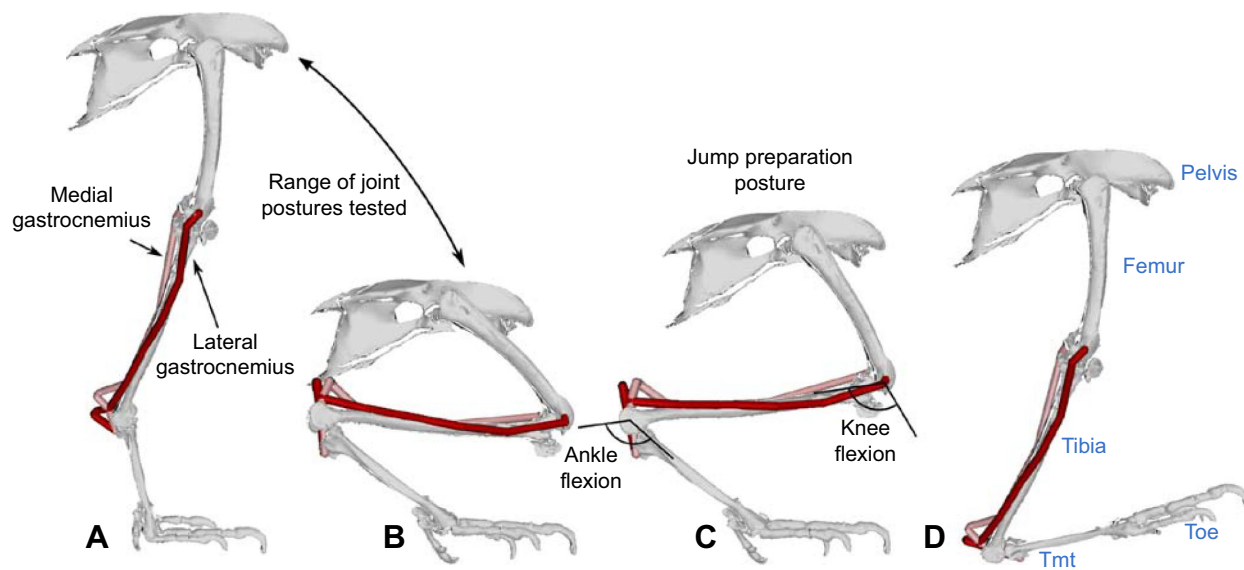 Medial
gastrocnemius
Range of joint
postures tested
Lateral
gastrocnemius
Jump preparation
posture
Ankle
flexion
Knee
flexion
Pelvis
Femur
Tibia
Toe
Tmt
A
B
C
D